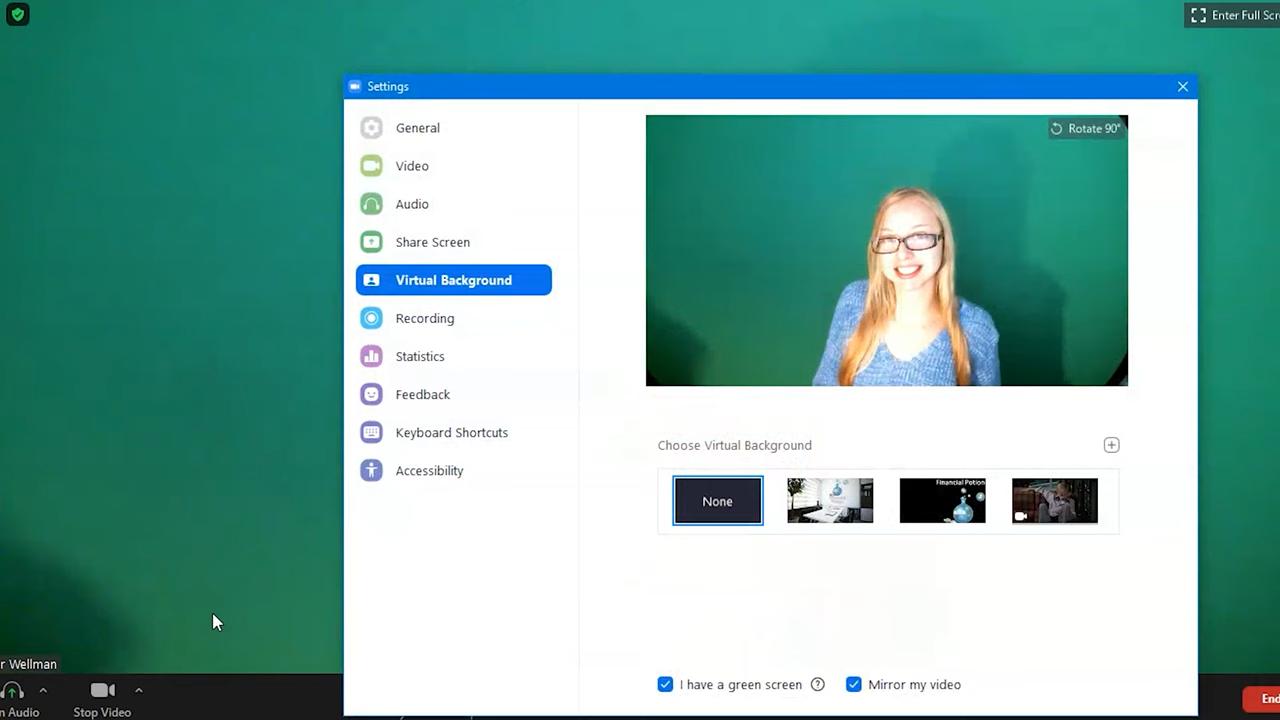 Enter Full Scr
Settings
General
Video
Audio
Share Screen
Virtual Background
Recording
Statistics
Feedback
Keyboard Shortcuts
Accessibility
Rotate 90°
Choose Virtual Background
None
Financial Potion
I have a green screen
?
Mirror my video
r Wellman
n Audio
Stop Video
End